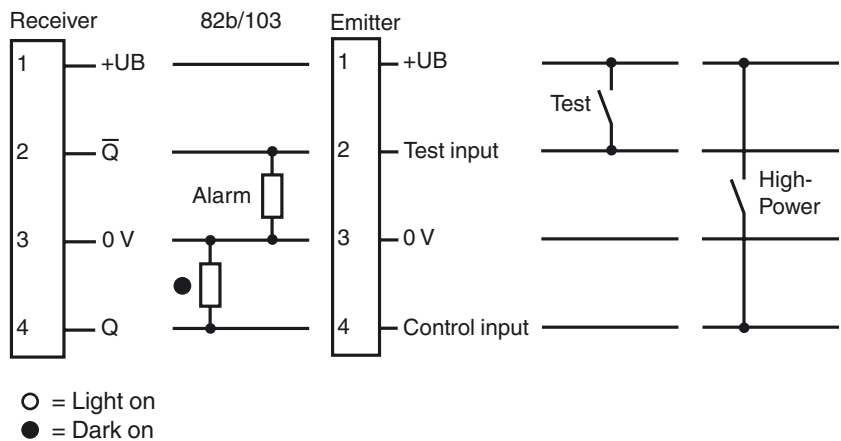 Receiver 82b/103 Emitter
1 +UB 1 +UB
Test
2 Q̅ 2 Test input
Alarm
High-
Power
3 0 V 3 0 V
4 Q 4 Control input
= Light on
= Dark on